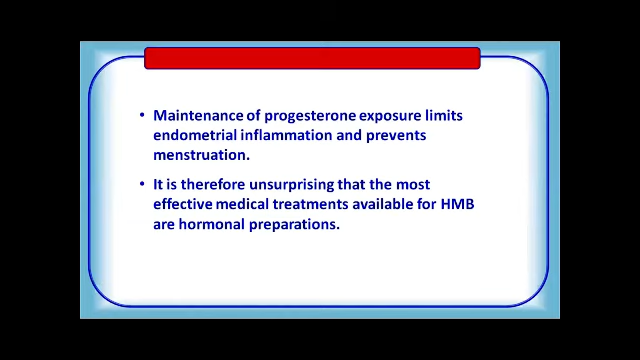 • Maintenance of progesterone exposure limits
endometrial inflammation and prevents
menstruation.
• It is therefore unsurprising that the most
effective medical treatments available for HMB
are hormonal preparations.